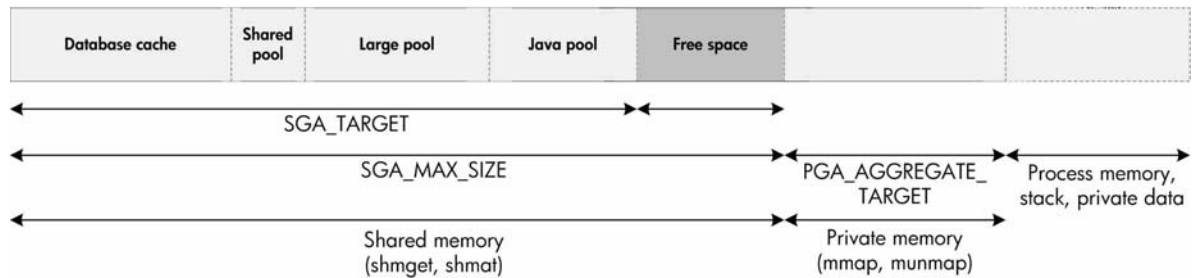 Database cache
Shared
pool
Large pool
Java pool
Free space
SGA_TARGET
SGA_MAX_SIZE
PGA_AGGREGATE_
TARGET
Process memory,
stack, private data
Shared memory
(shmget, shmat)
Private memory
(mmap, munmap)